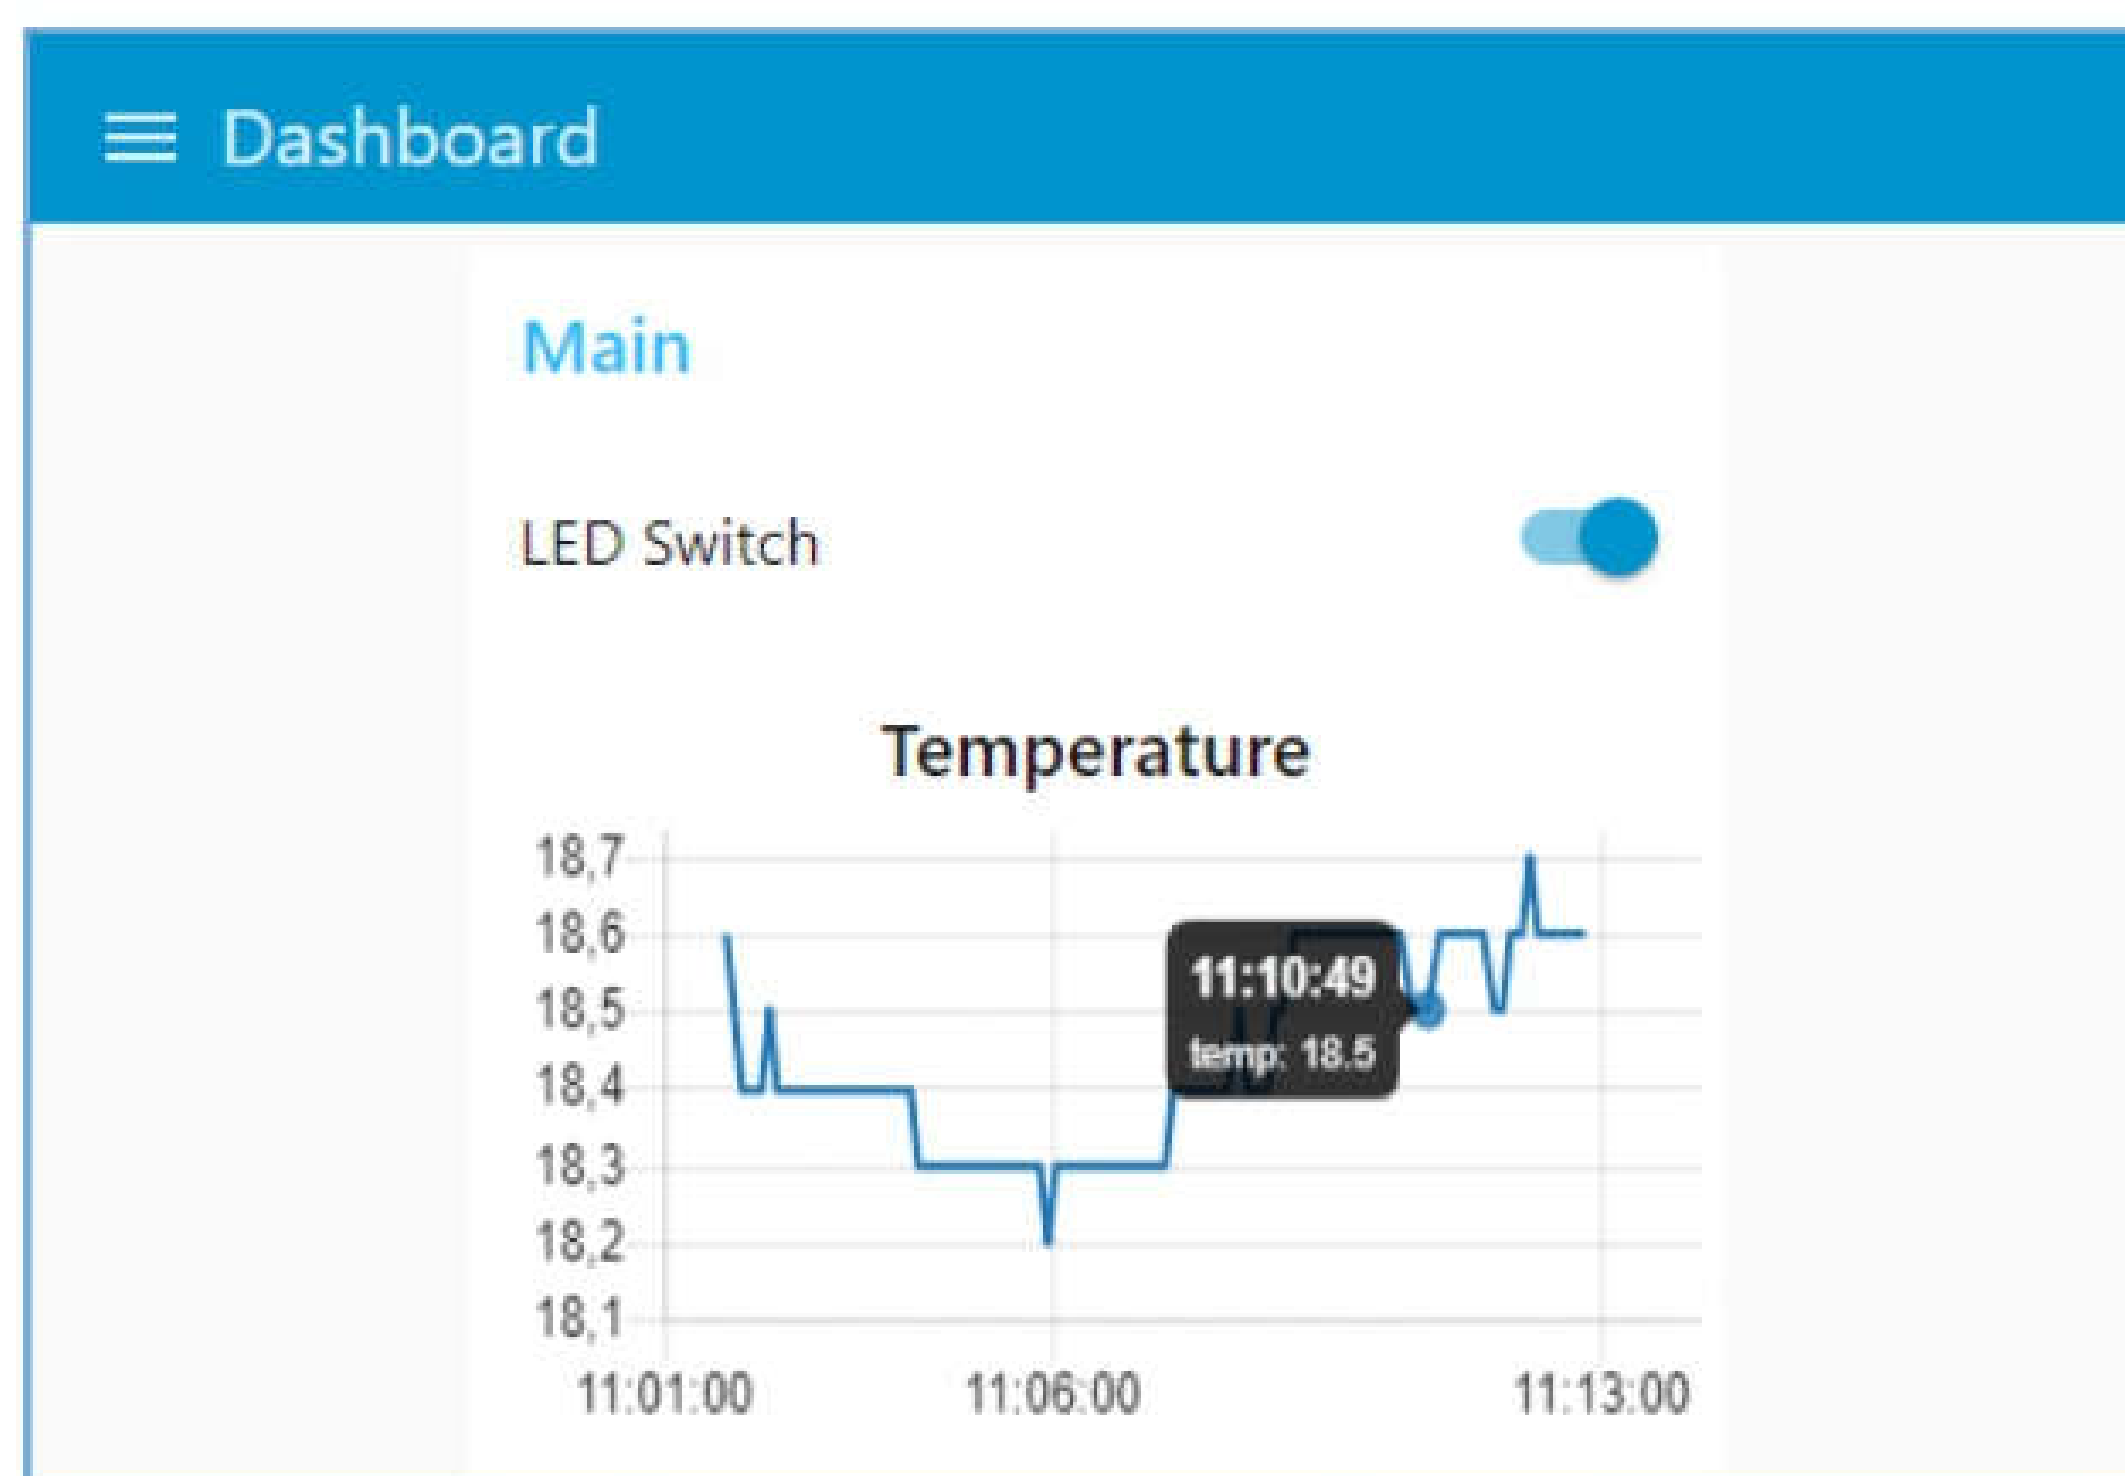 Dashboard
Main
LED Switch
Temperature
18,7
18,6
18,5
18,4
18,3
18,2
18,1
11:10:49
temp: 18.5
11:01:00 11:06:00 11:13:00